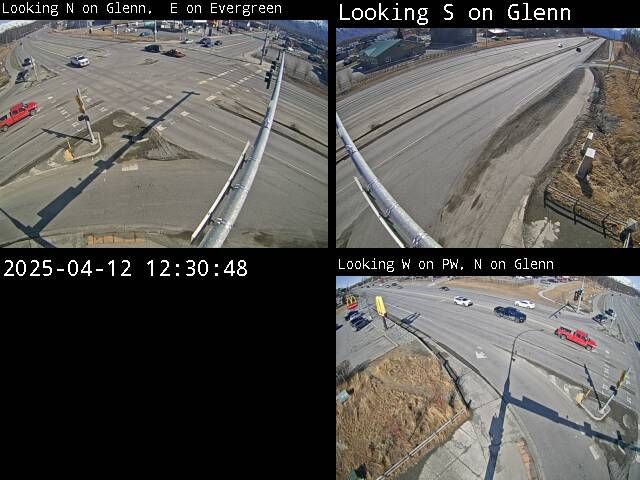 Looking N on Glenn,  E on Evergreen
Looking S on Glenn
2025-04-12 12:30:48
Looking W on PW, N on Glenn